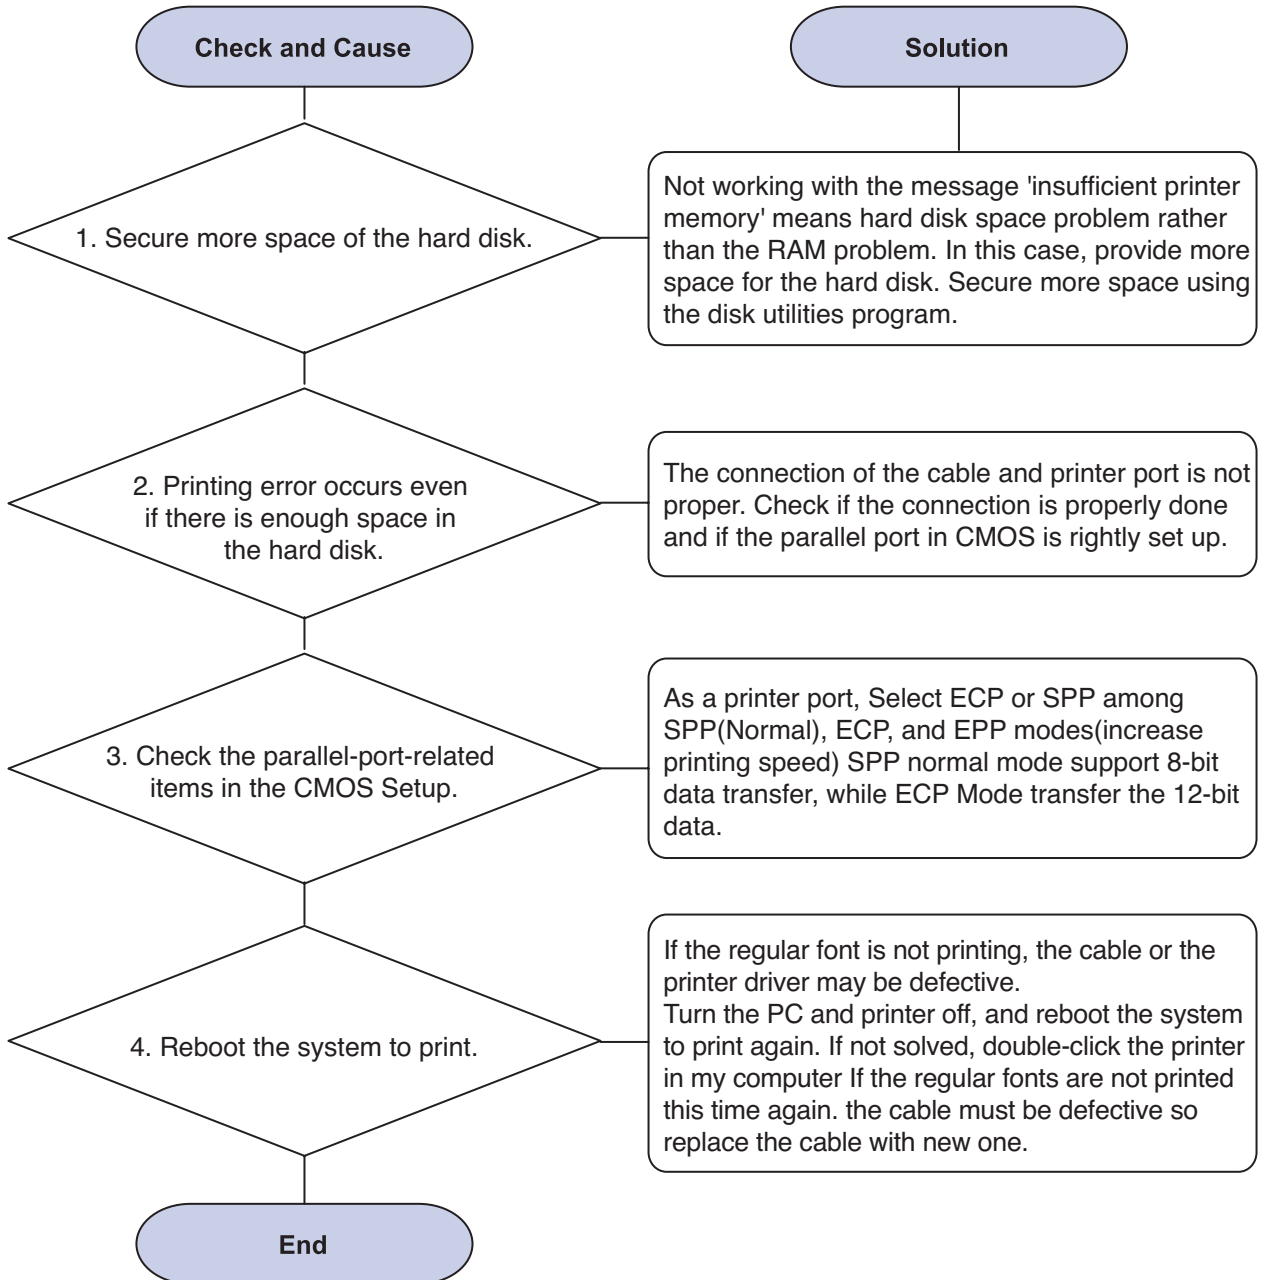 Check and Cause
Solution
1. Secure more space of the hard disk.
Not working with the message 'insufficient printer
memory' means hard disk space problem rather
than the RAM problem. In this case, provide more
space for the hard disk. Secure more space using
the disk utilities program.
2. Printing error occurs even
if there is enough space in
the hard disk.
The connection of the cable and printer port is not
proper. Check if the connection is properly done
and if the parallel port in CMOS is rightly set up.
3. Check the parallel-port-related
items in the CMOS Setup.
As a printer port, Select ECP or SPP among
SPP(Normal), ECP, and EPP modes(increase
printing speed) SPP normal mode support 8-bit
data transfer, while ECP Mode transfer the 12-bit
data.
4. Reboot the system to print.
If the regular font is not printing, the cable or the
printer driver may be defective.
Turn the PC and printer off, and reboot the system
to print again. If not solved, double-click the printer
in my computer If the regular fonts are not printed
this time again. the cable must be defective so
replace the cable with new one.
End